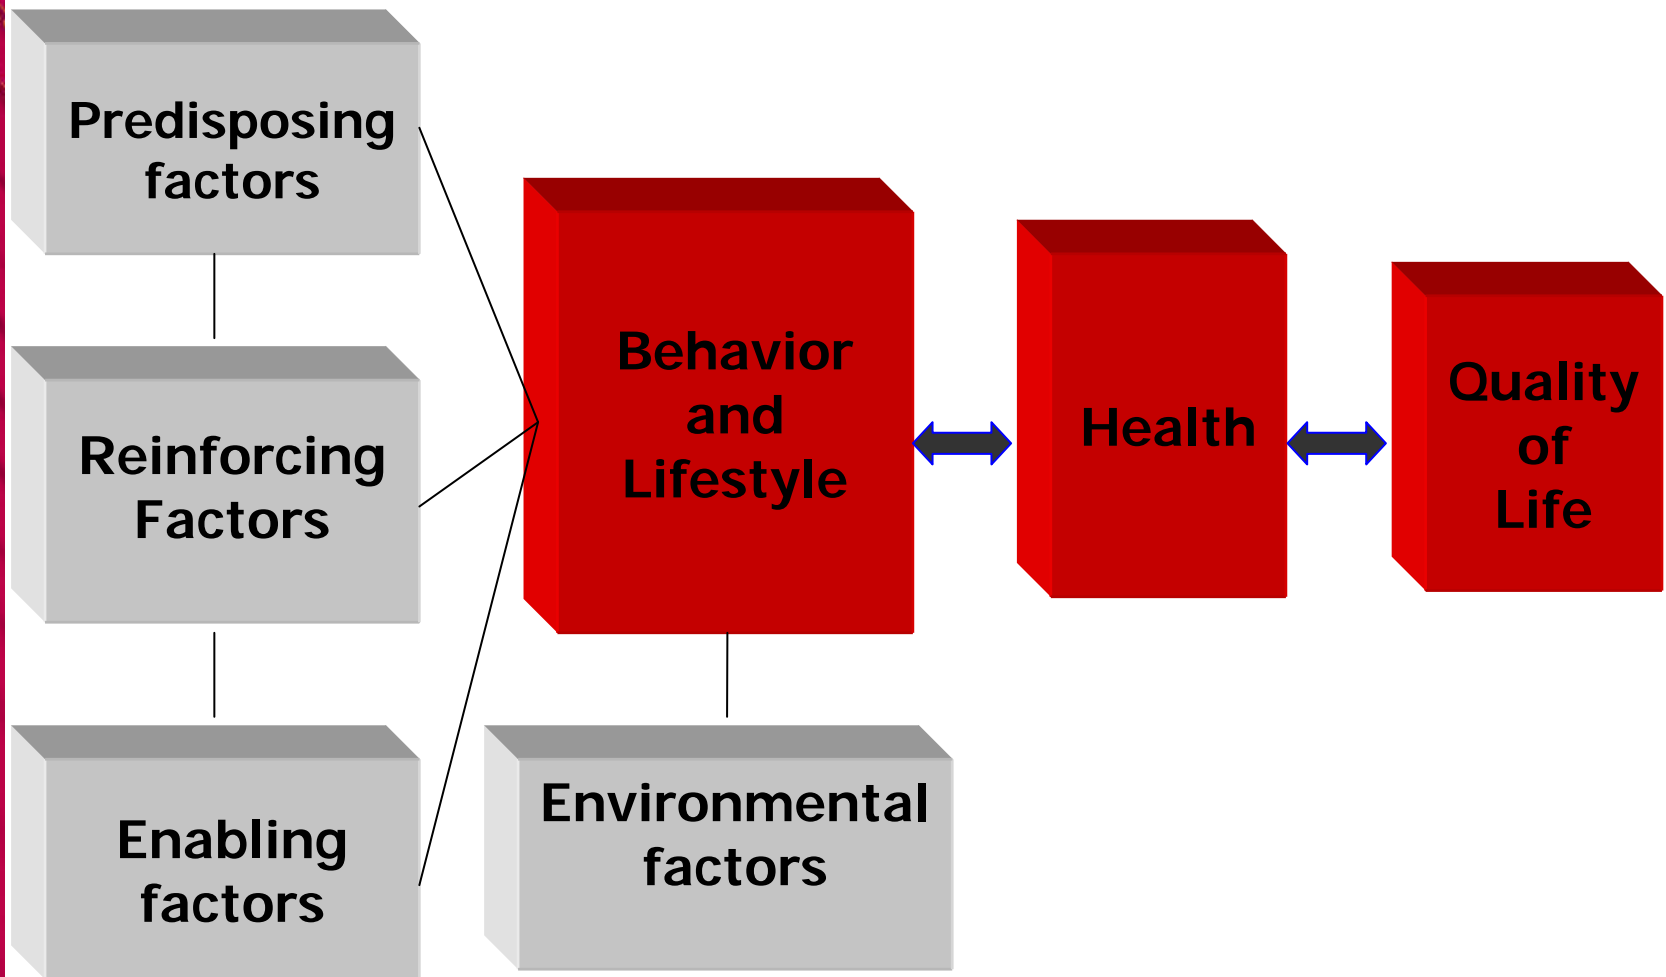 Predisposing
factors
Reinforcing
Factors
Enabling
factors
Behavior
and
Lifestyle
Environmental
factors
Health
Quality
of
Life